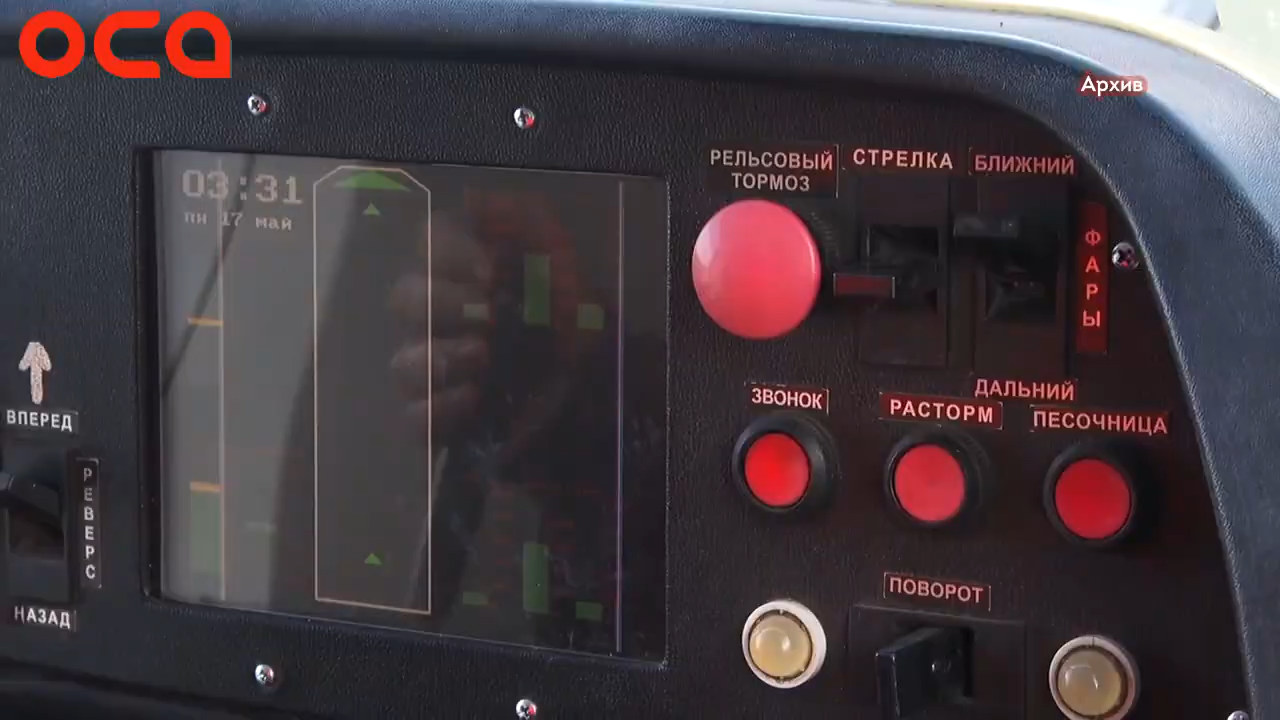 оса
Архив
03:31
пн 17 май
РЕЛЬСОВЫЙ
ТОРМОЗ
СТРЕЛКА
БЛИЖНИЙ
ФАРЫ
ДАЛЬНИЙ
ВПЕРЕД
РЕВЕРС
НАЗАД
ЗВОНОК
РАСТОРМ
ПЕСОЧНИЦА
ПОВОРОТ